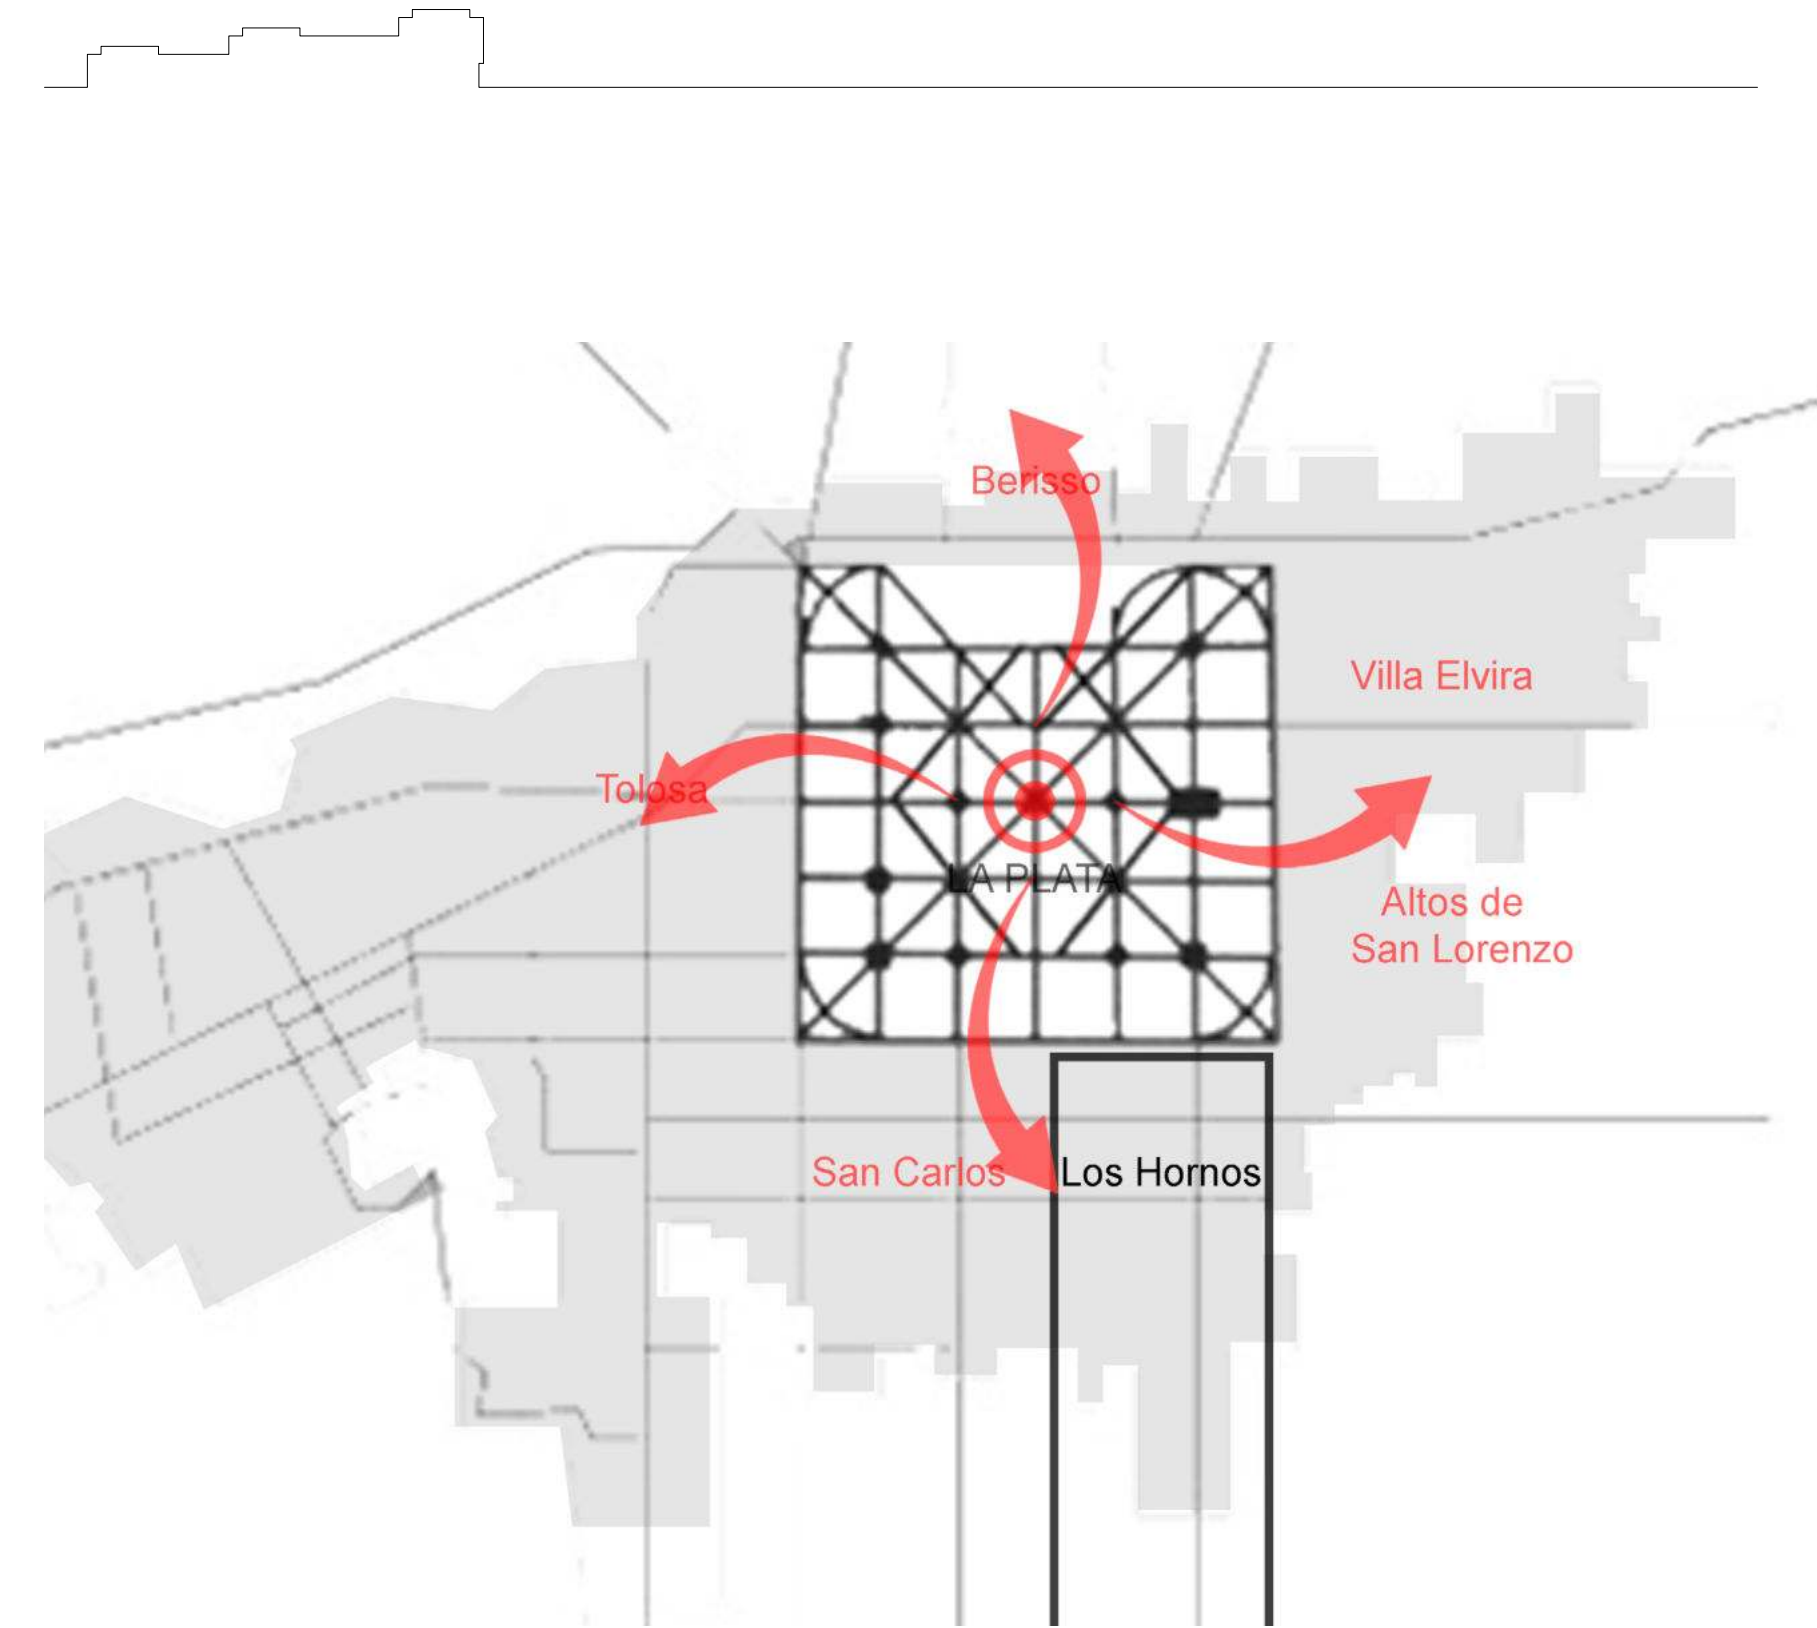 Berisso
Villa Elvira
Tolosa
LA PLATA
Altos de
San Lorenzo
San Carlos
Los Hornos